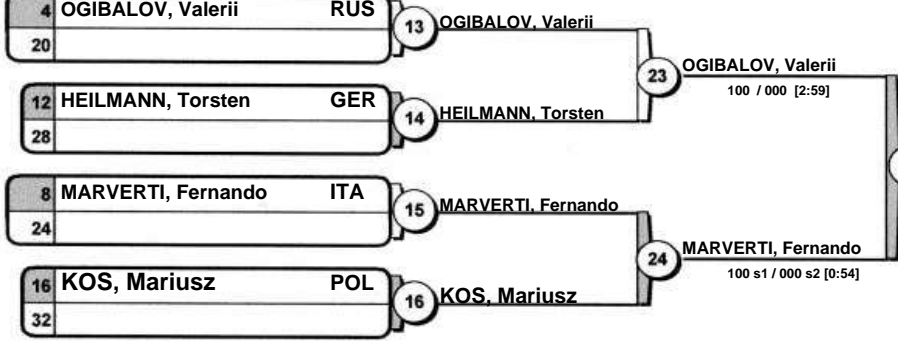 4 OGIBALOV, Valerii RUS
20
13
OGIBALOV, Valerii
12 HEILMANN, Torsten GER
28
14
HEILMANN, Torsten
23
OGIBALOV, Valerii
100 / 000 [2:59]
8 MARVERTI, Fernando ITA
24
15
MARVERTI, Fernando
16 KOS, Mariusz POL
32
16
KOS, Mariusz
24
MARVERTI, Fernando
100 s1 / 000 s2 [0:54]